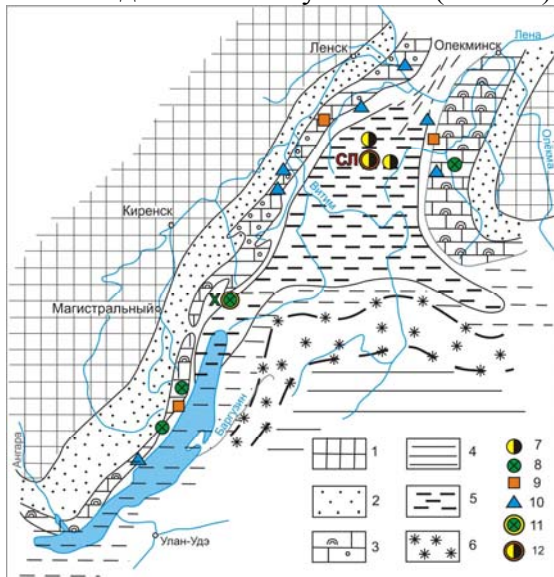 Ленск
Олекминск
Лена
Олёкма
СЛ
Витим
Киренск
Х
Магистральный
Баргузин
Ангара
Улан-Удэ
1
2
3
4
5
6
7
8
9
10
11
12